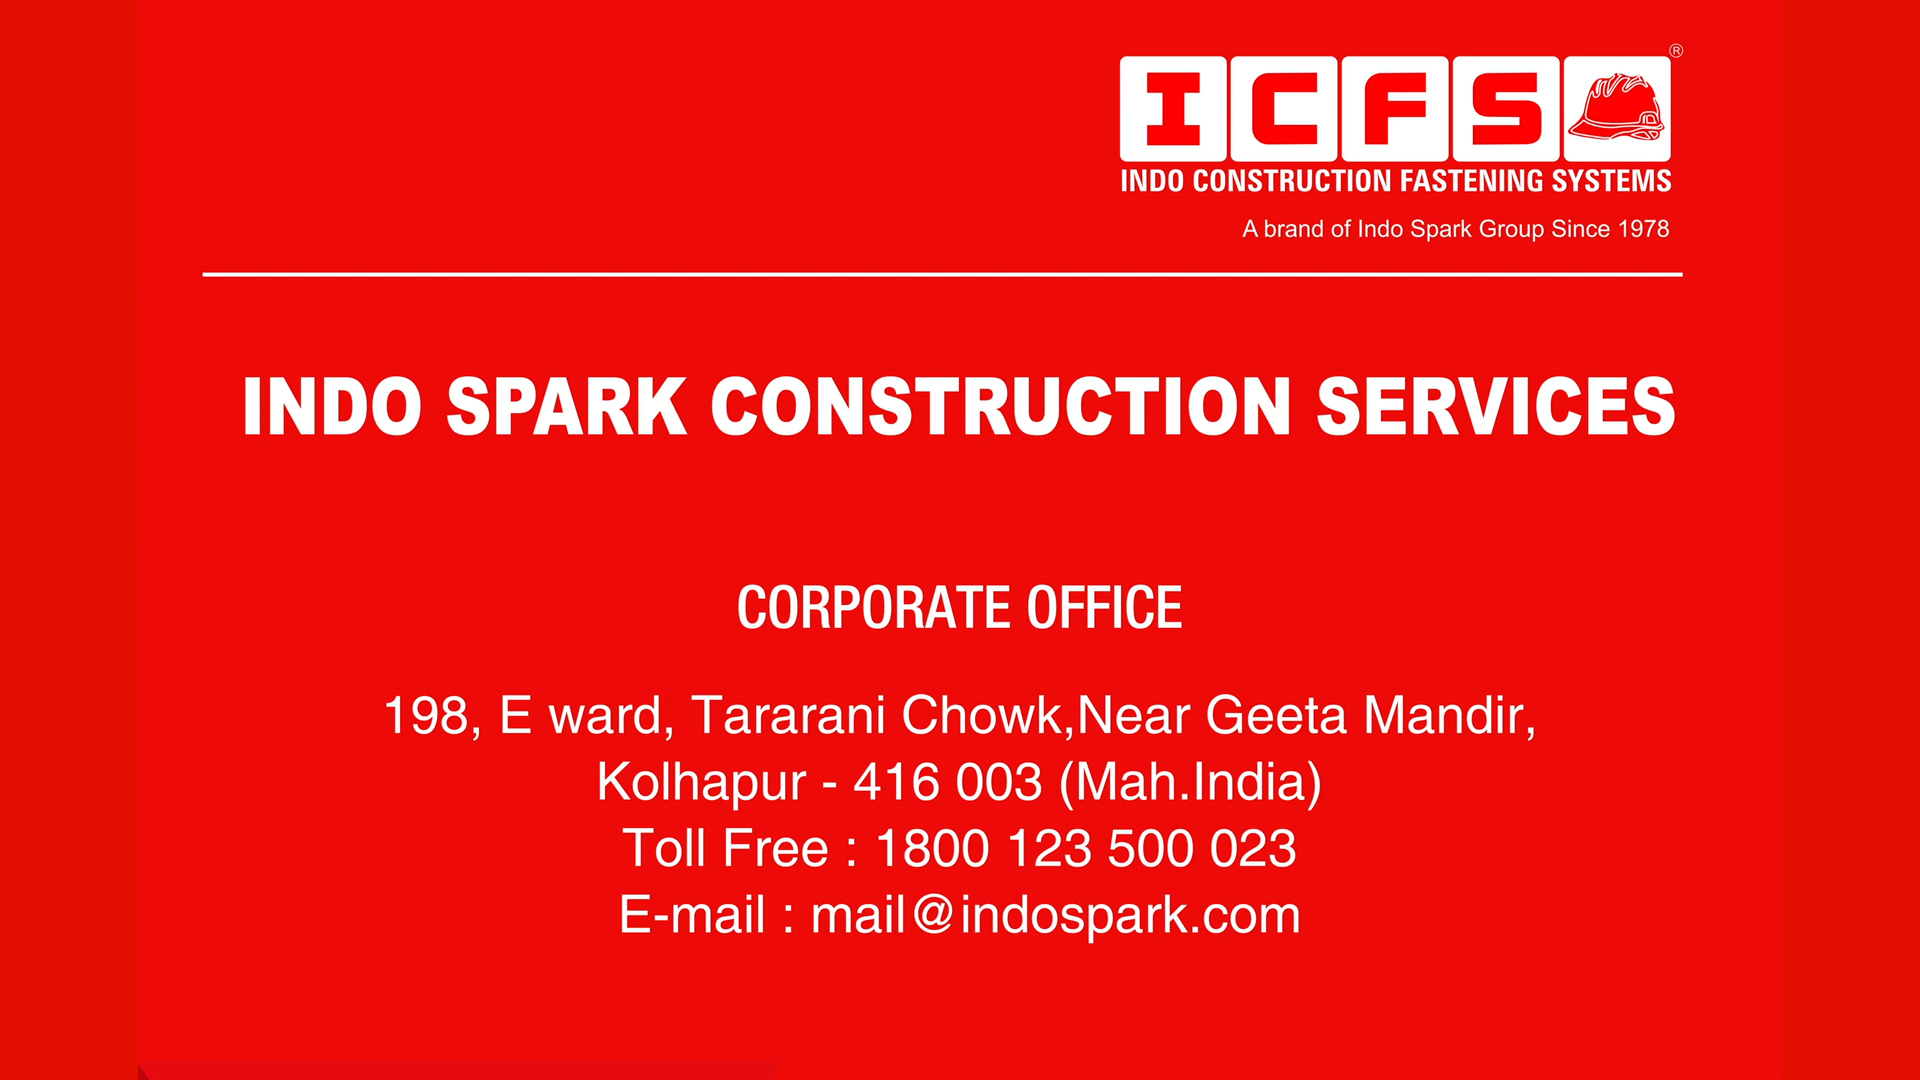 ICFS ®
INDO CONSTRUCTION FASTENING SYSTEMS
A brand of Indo Spark Group Since 1978
INDO SPARK CONSTRUCTION SERVICES
CORPORATE OFFICE
198, E ward, Tararani Chowk,Near Geeta Mandir,
Kolhapur - 416 003 (Mah.India)
Toll Free : 1800 123 500 023
E-mail : mail@indospark.com